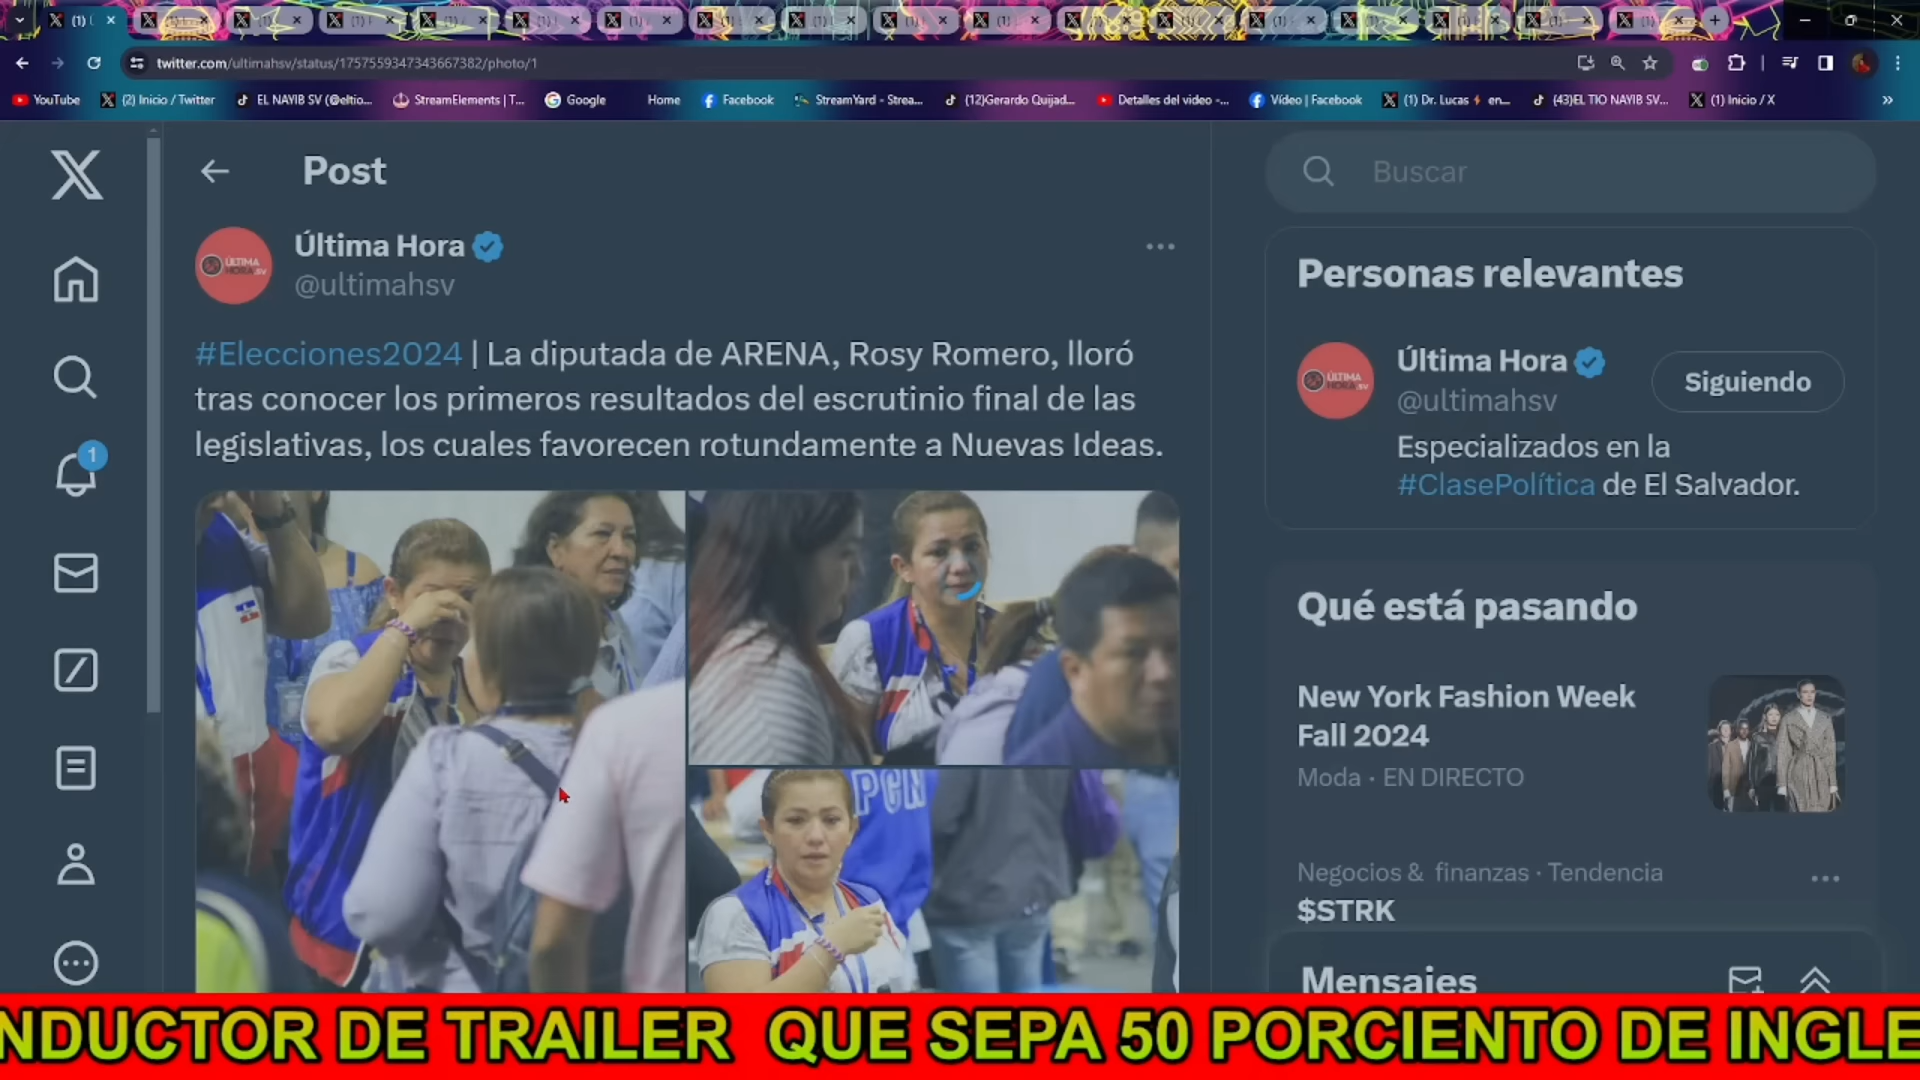 twitter.com/ultimahsv/status/1757559347343667382/photo/1
YouTube
(2) Inicio / Twitter
EL NAYIB SV (@eltio...
StreamElements | T...
Google
Home
Facebook
StreamYard - Strea...
(12)Gerardo Quijad...
Detalles del video -...
Video | Facebook
(1) Dr. Lucas ⚡ en...
(43)EL TIO NAYIB SV...
(1) Inicio / X
Post
Última Hora
@ultimahsv
#Elecciones2024 | La diputada de ARENA, Rosy Romero, lloró
tras conocer los primeros resultados del escrutinio final de las
legislativas, los cuales favorecen rotundamente a Nuevas Ideas.
1
PCN
Buscar
Personas relevantes
Última Hora
@ultimahsv
Siguiendo
Especializados en la
#ClasePolítica de El Salvador.
Qué está pasando
New York Fashion Week
Fall 2024
Moda · EN DIRECTO
Negocios & finanzas · Tendencia
$STRK
Mensajes
NDUCTOR DE TRAILER QUE SEPA 50 PORCIENTO DE INGLE